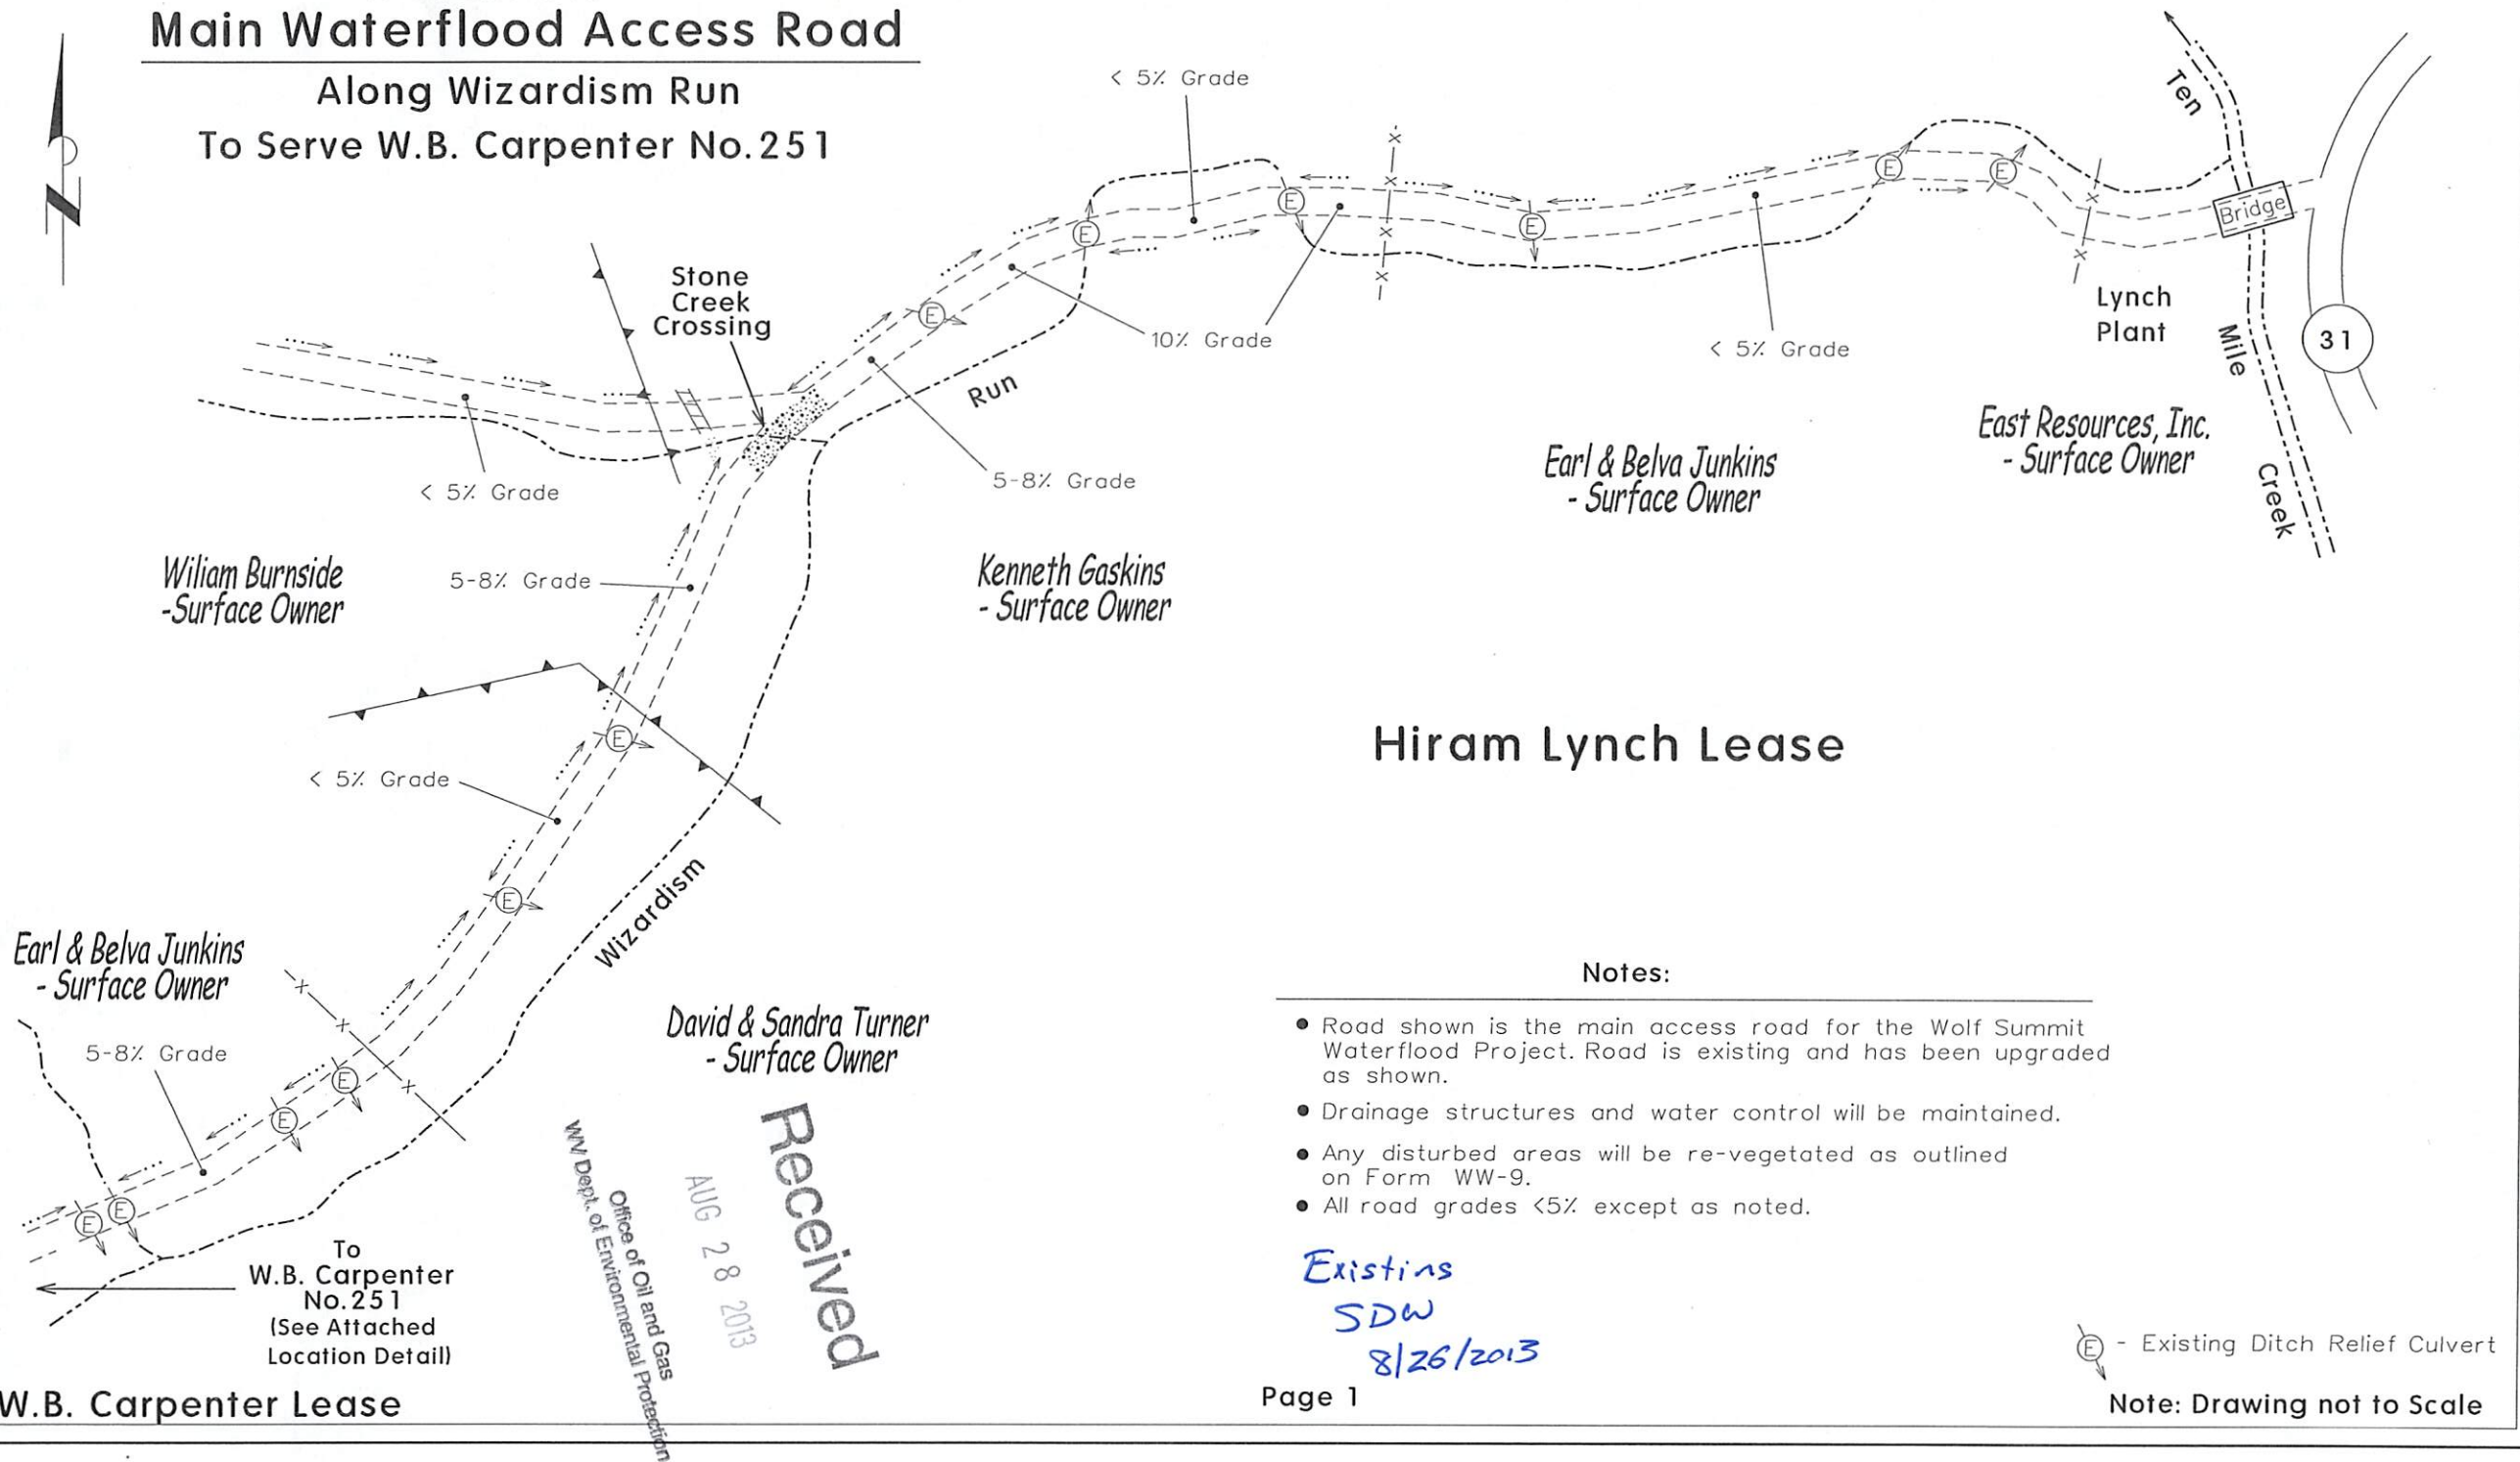 Main Waterflood Access Road
Along Wizardism Run
To Serve W.B. Carpenter No.251
N
< 5% Grade
Ten
E
E
E
E
E
Bridge
Stone
Creek
Crossing
E
10% Grade
< 5% Grade
Lynch
Plant
Mile
31
Run
East Resources, Inc.
- Surface Owner
Creek
Earl & Belva Junkins
- Surface Owner
< 5% Grade
5-8% Grade
Wiliam Burnside
-Surface Owner
5-8% Grade
Kenneth Gaskins
- Surface Owner
E
Hiram Lynch Lease
< 5% Grade
E
Wizardism
Earl & Belva Junkins
- Surface Owner
David & Sandra Turner
- Surface Owner
5-8% Grade
E
E
E
E
To
W.B. Carpenter
No.251
(See Attached
Location Detail)
W.B. Carpenter Lease
Received
AUG 28 2013
Office of Oil and Gas
WV Dept. of Environmental Protection
Notes:
• Road shown is the main access road for the Wolf Summit
Waterflood Project. Road is existing and has been upgraded
as shown.
• Drainage structures and water control will be maintained.
• Any disturbed areas will be re-vegetated as outlined
on Form WW-9.
• All road grades <5% except as noted.
Existing
SDW
8/26/2013
Page 1
E - Existing Ditch Relief Culvert
Note: Drawing not to Scale